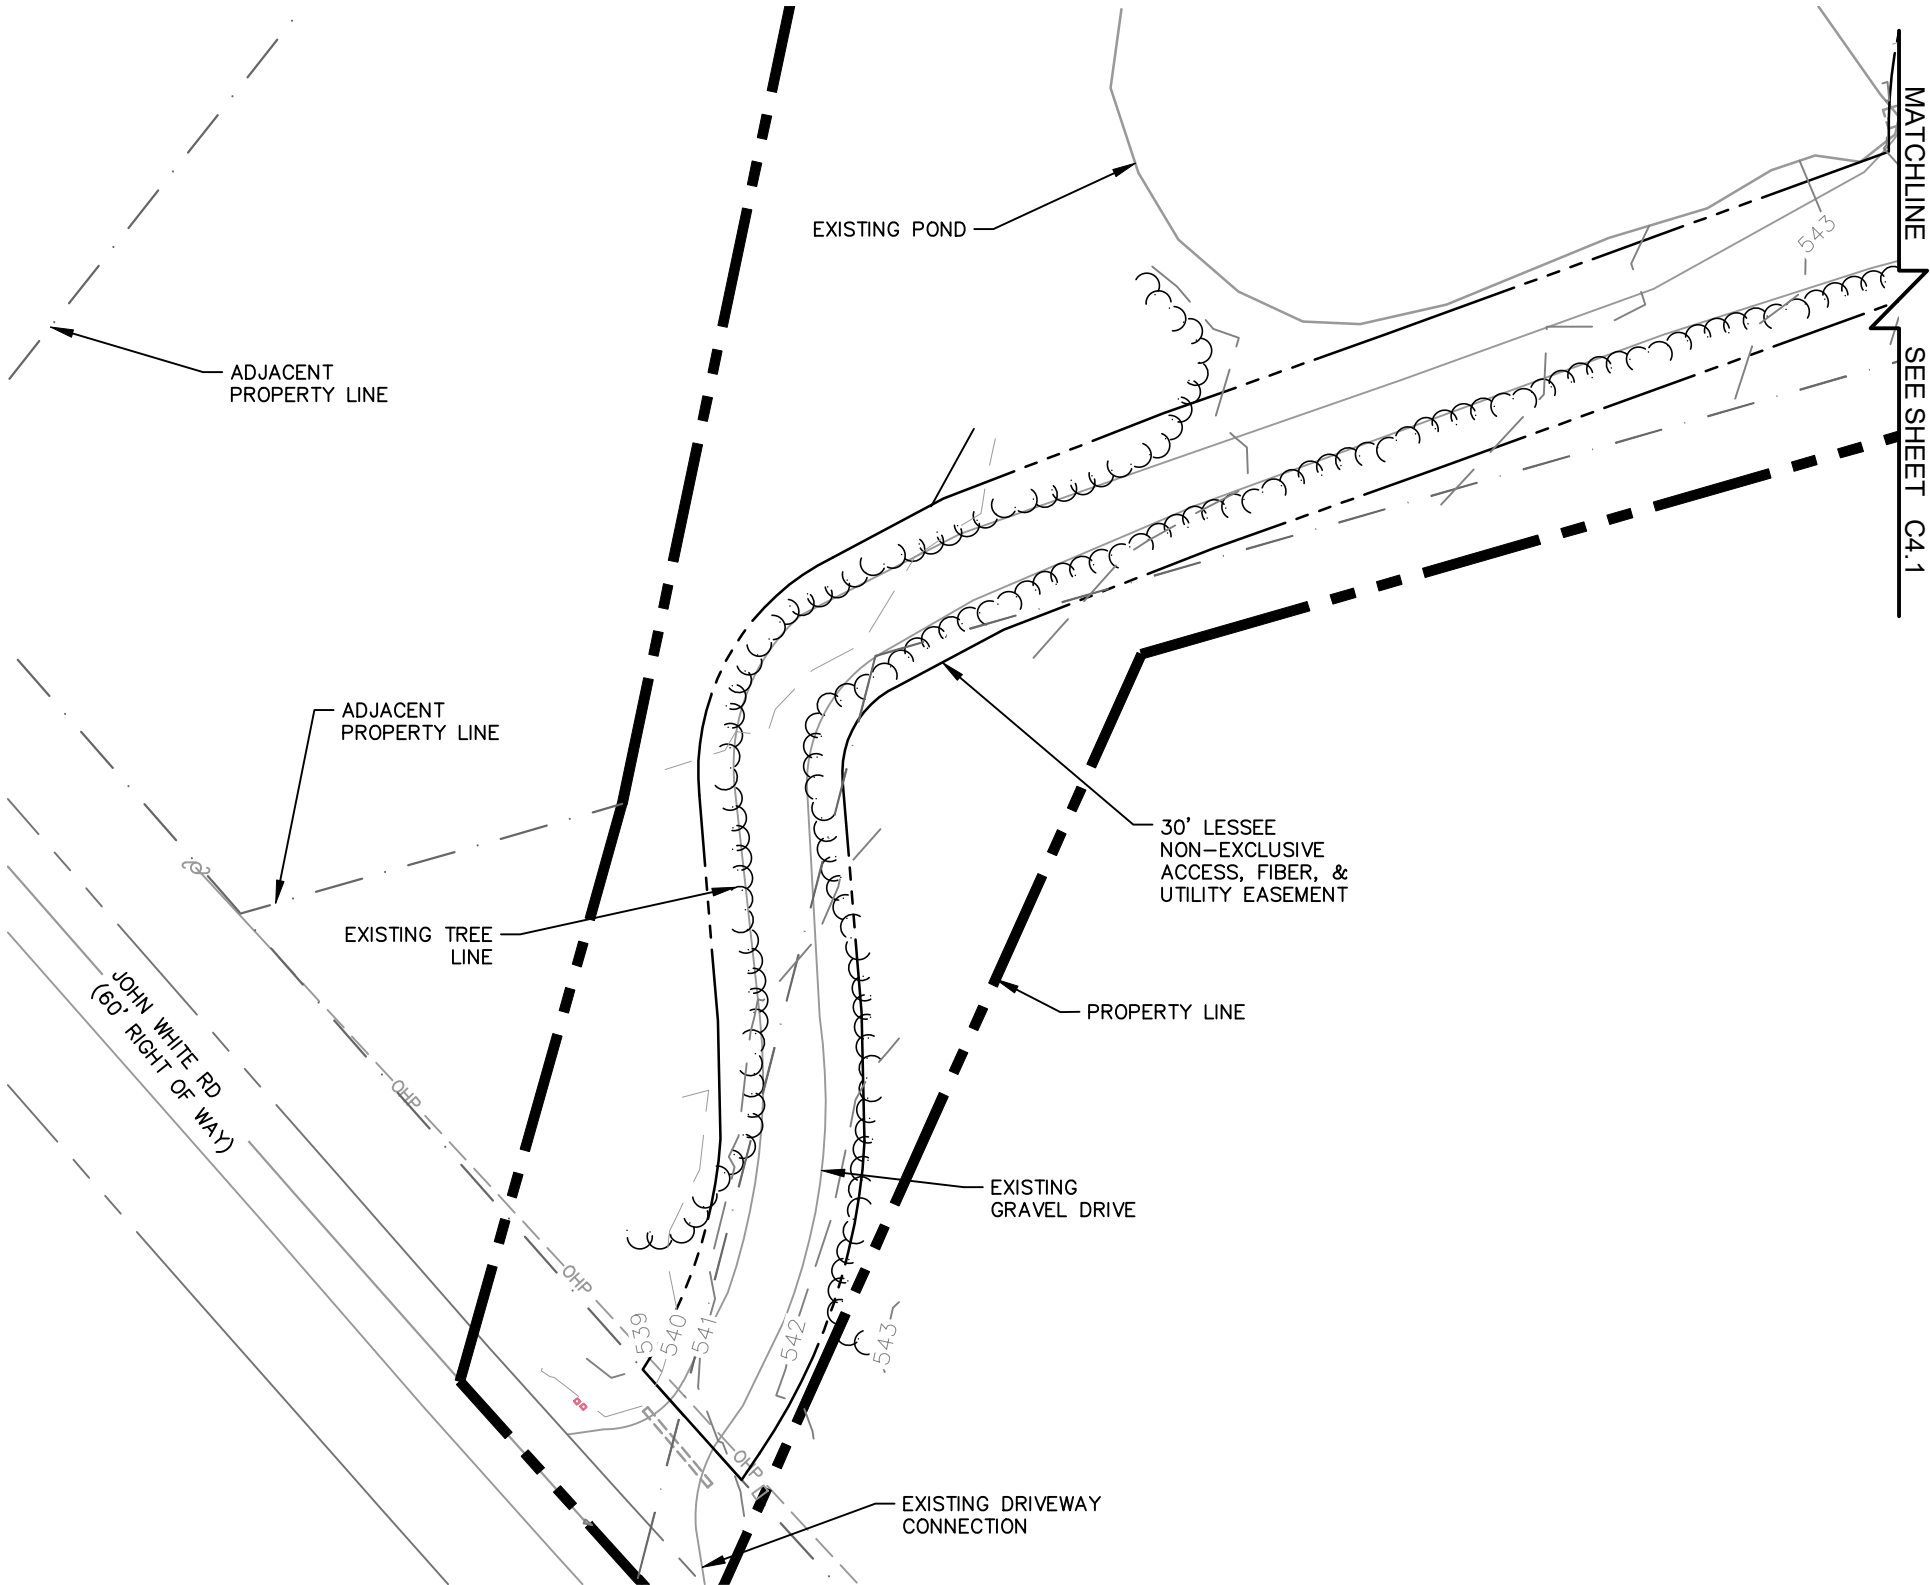 MATCHLINE
SEE SHEET C4.1
EXISTING POND
543
ADJACENT
PROPERTY LINE
ADJACENT
PROPERTY LINE
30' LESSEE
NON-EXCLUSIVE
ACCESS, FIBER, &
UTILITY EASEMENT
EXISTING TREE
LINE
JOHN WHITE RD
(60' RIGHT OF WAY)
PROPERTY LINE
OHP
EXISTING
GRAVEL DRIVE
OHP
539
540
541
542
543
OHP
EXISTING DRIVEWAY
CONNECTION